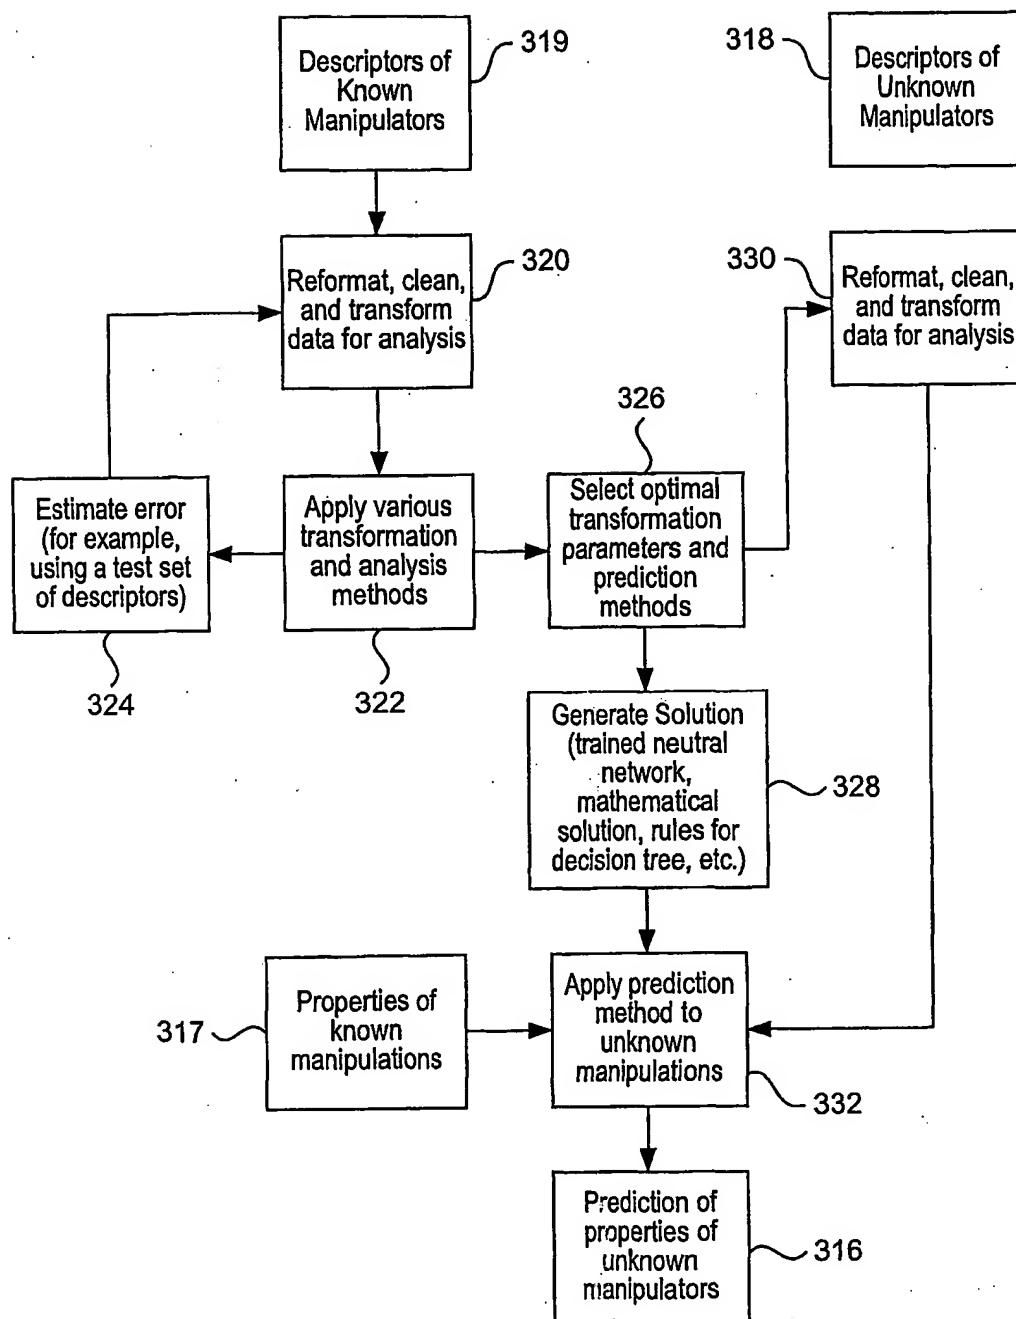 Descriptors of
Known
Manipulators
319
318
Descriptors of
Unknown
Manipulators
Reformat, clean,
and transform
data for analysis
320
330
Reformat, clean,
and transform
data for analysis
326
Estimate error
(for example,
using a test set
of descriptors)
324
Apply various
transformation
and analysis
methods
322
Select optimal
transformation
parameters and
prediction
methods
Generate Solution
(trained neutral
network,
mathematical
solution, rules for
decision tree, etc.)
328
317
Properties of
known
manipulations
Apply prediction
method to
unknown
manipulations
332
Prediction of
properties of
unknown
manipulators
316